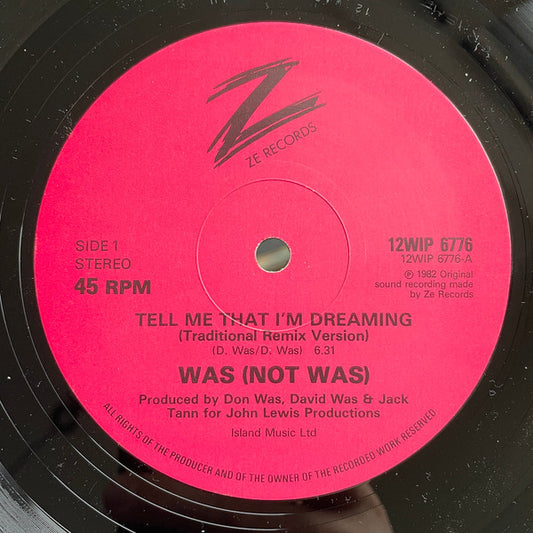 Z
ZE RECORDS
SIDE 1
STEREO
45 RPM
12WIP 6776
12WIP 6776-A
℗ 1982 Original
sound recording made
by Ze Records
TELL ME THAT I'M DREAMING
(Traditional Remix Version)
(D. Was/D. Was) 6.31
WAS (NOT WAS)
Produced by Don Was, David Was & Jack
Tann for John Lewis Productions
Island Music Ltd
ALL RIGHTS OF THE PRODUCER AND OF THE OWNER OF THE RECORDED WORK RESERVED